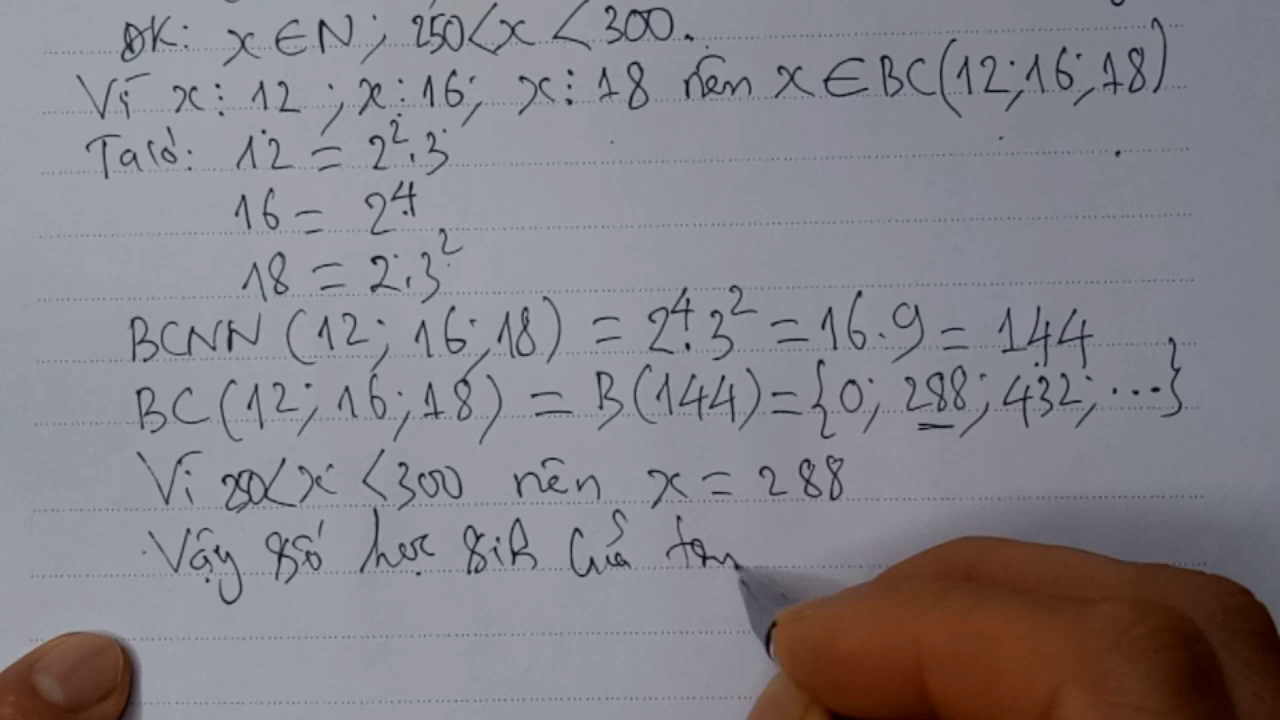 ĐK: x ∈ N; 250 < x < 300.
Vì x ⋮ 12; x ⋮ 16; x ⋮ 18 nên x ∈ BC(12;16;18)
Ta có: 12 = 2².3
16 = 2⁴
18 = 2.3²
BCNN (12; 16;18) = 2⁴.3² = 16.9 = 144
BC(12; 16; 18) = B(144) = {0; 288; 432; ...}
Vì 250 < x < 300 nên x = 288
Vậy số học sinh của